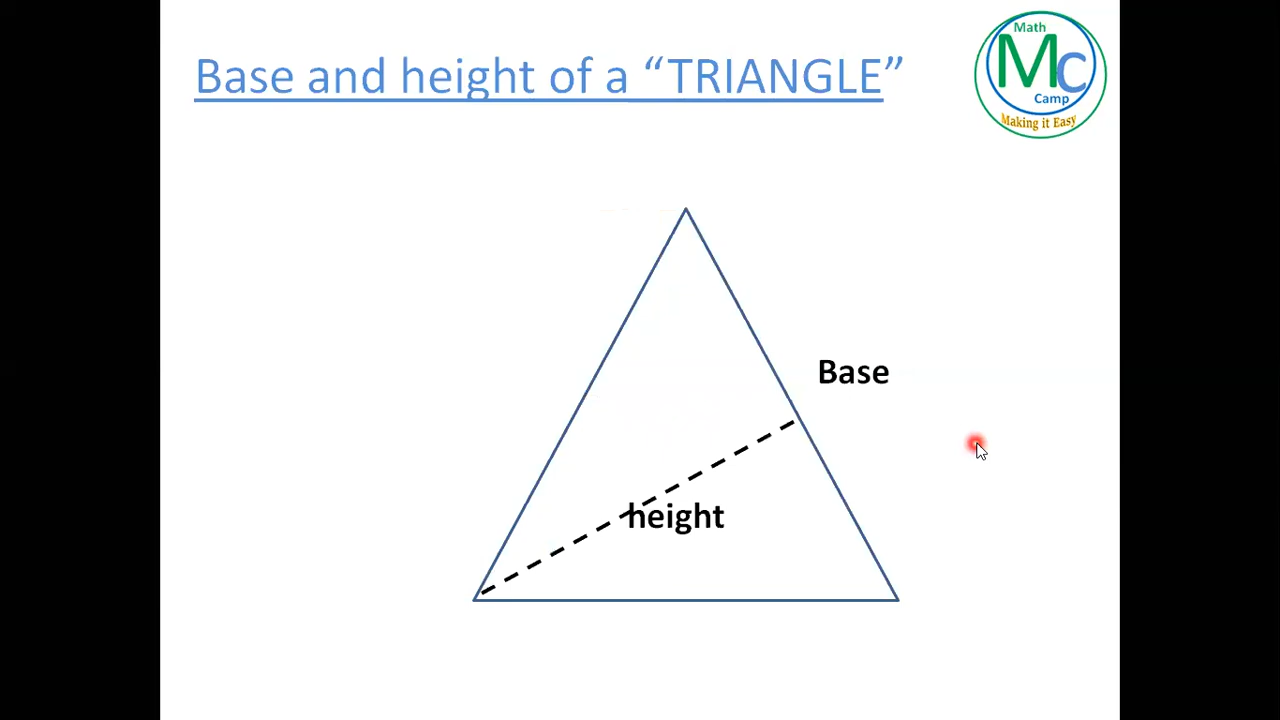 Base and height of a “TRIANGLE”
Math
MC
Camp
Making it Easy
Base
height